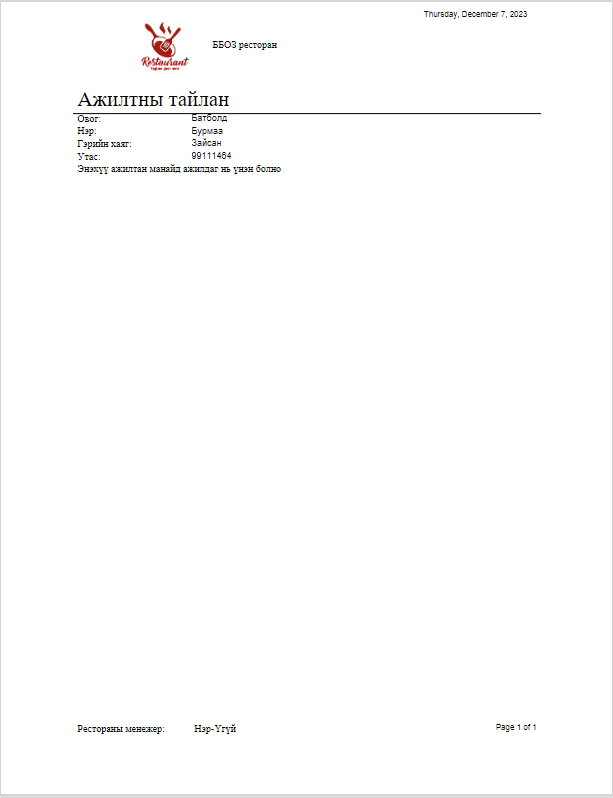 Thursday, December 7, 2023
Restaurant
ББОЗ ресторан
Ажилтны тайлан
Овог: Батболд
Нэр: Бурмаа
Гэрийн хаяг: Зайсан
Утас: 99111464
Энэхүү ажилтан манайд ажилдаг нь үнэн болно
Рестораны менежер: Нэр-Үгүй
Page 1 of 1